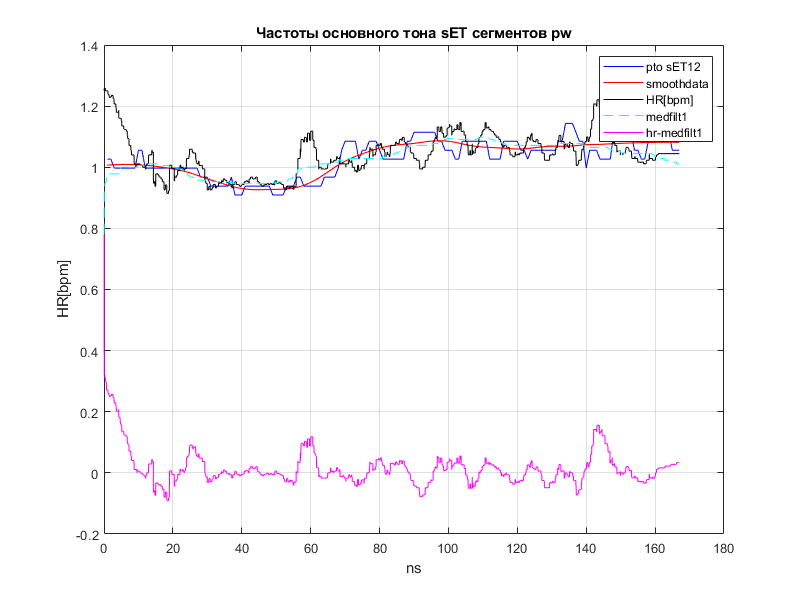 Частоты основного тона sET сегментов pw
pto sET12
smoothdata
HR[bpm]
medfilt1
hr-medfilt1
HR[bpm]
1.4
1.2
1
0.8
0.6
0.4
0.2
0
-0.2
0 20 40 60 80 100 120 140 160 180
ns